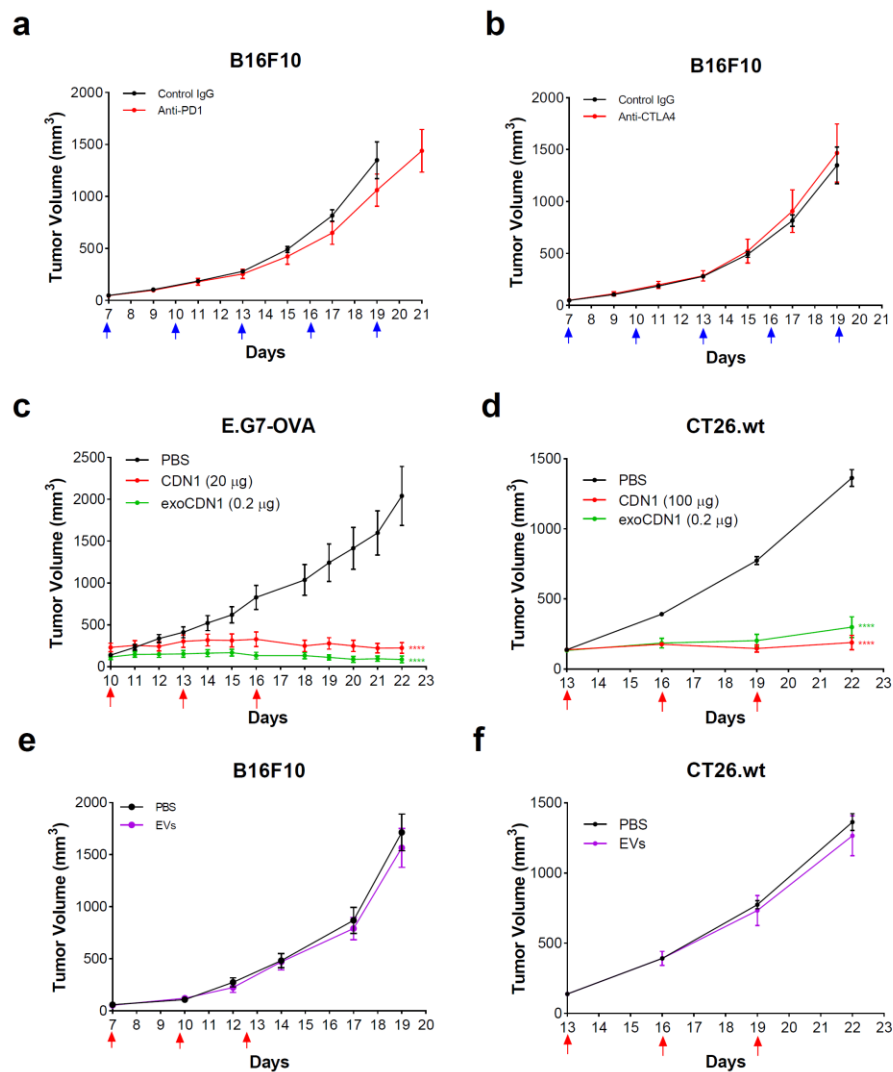 a
B16F10
Control IgG
Anti-PD1
Tumor Volume (mm3)
2000
1500
1000
500
0
7 8 9 10 11 12 13 14 15 16 17 18 19 20 21
Days
b
B16F10
Control IgG
Anti-CTLA4
Tumor Volume (mm3)
2000
1500
1000
500
0
7 8 9 10 11 12 13 14 15 16 17 18 19 20 21
Days
c
E.G7-OVA
PBS
CDN1 (20 μg)
exoCDN1 (0.2 μg)
Tumor Volume (mm3)
2500
2000
1500
1000
500
0
****
****
10 11 12 13 14 15 16 17 18 19 20 21 22 23
Days
d
CT26.wt
PBS
CDN1 (100 μg)
exoCDN1 (0.2 μg)
Tumor Volume (mm3)
1500
1000
500
0
****
****
13 14 15 16 17 18 19 20 21 22 23
Days
e
B16F10
PBS
EVs
Tumor Volume (mm3)
2000
1500
1000
500
0
7 8 9 10 11 12 13 14 15 16 17 18 19 20
Days
f
CT26.wt
PBS
EVs
Tumor Volume (mm3)
1500
1000
500
0
13 14 15 16 17 18 19 20 21 22 23
Days